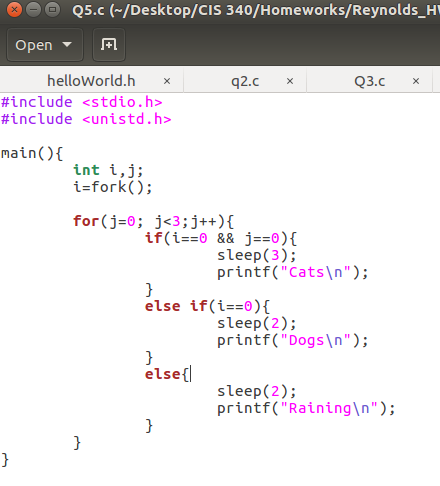 Q5.c (~/Desktop/CIS 340/Homeworks/Reynolds_HW
Open
helloWorld.h × q2.c × Q3.c ×
#include <stdio.h>
#include <unistd.h>
main(){
        int i,j;
        i=fork();
        for(j=0; j<3;j++){
                if(i==0 && j==0){
                        sleep(3);
                        printf("Cats\n");
                }
                else if(i==0){
                        sleep(2);
                        printf("Dogs\n");
                }
                else{
                        sleep(2);
                        printf("Raining\n");
                }
        }
}